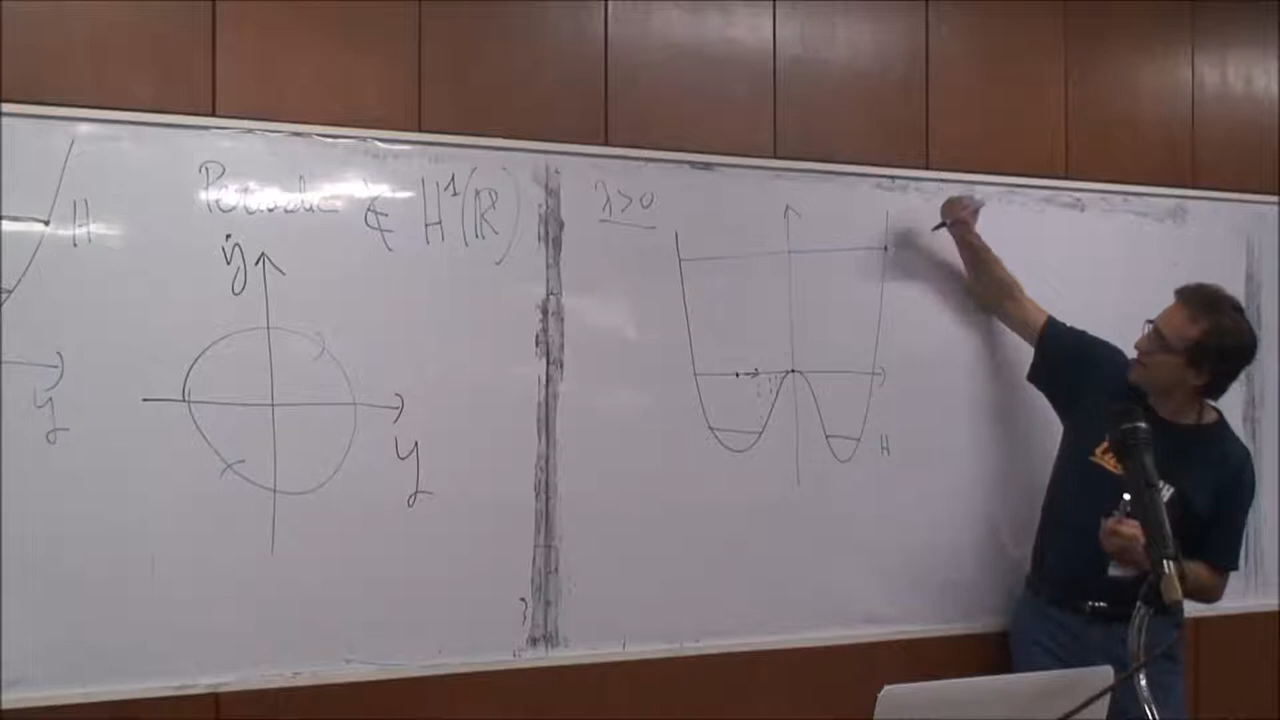 H
y
Periodic ∉ H¹(ℝ)
ẏ
y
λ>0
H